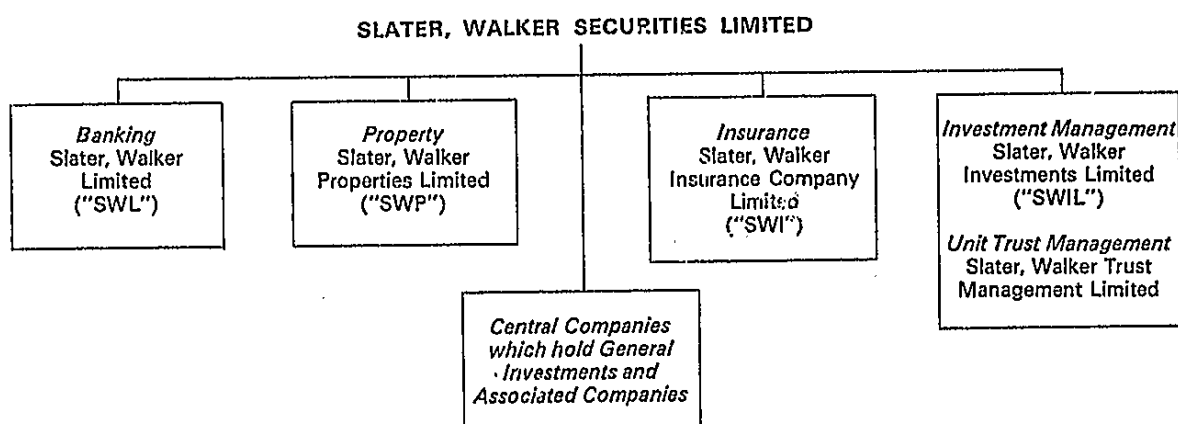 SLATER, WALKER SECURITIES LIMITED
Banking
Slater, Walker
Limited
("SWL")
Property
Slater, Walker
Properties Limited
("SWP")
Insurance
Slater, Walker
Insurance Company
Limited
("SWI")
Investment Management
Slater, Walker
Investments Limited
("SWIL")
Unit Trust Management
Slater, Walker Trust
Management Limited
Central Companies
which hold General
Investments and
Associated Companies